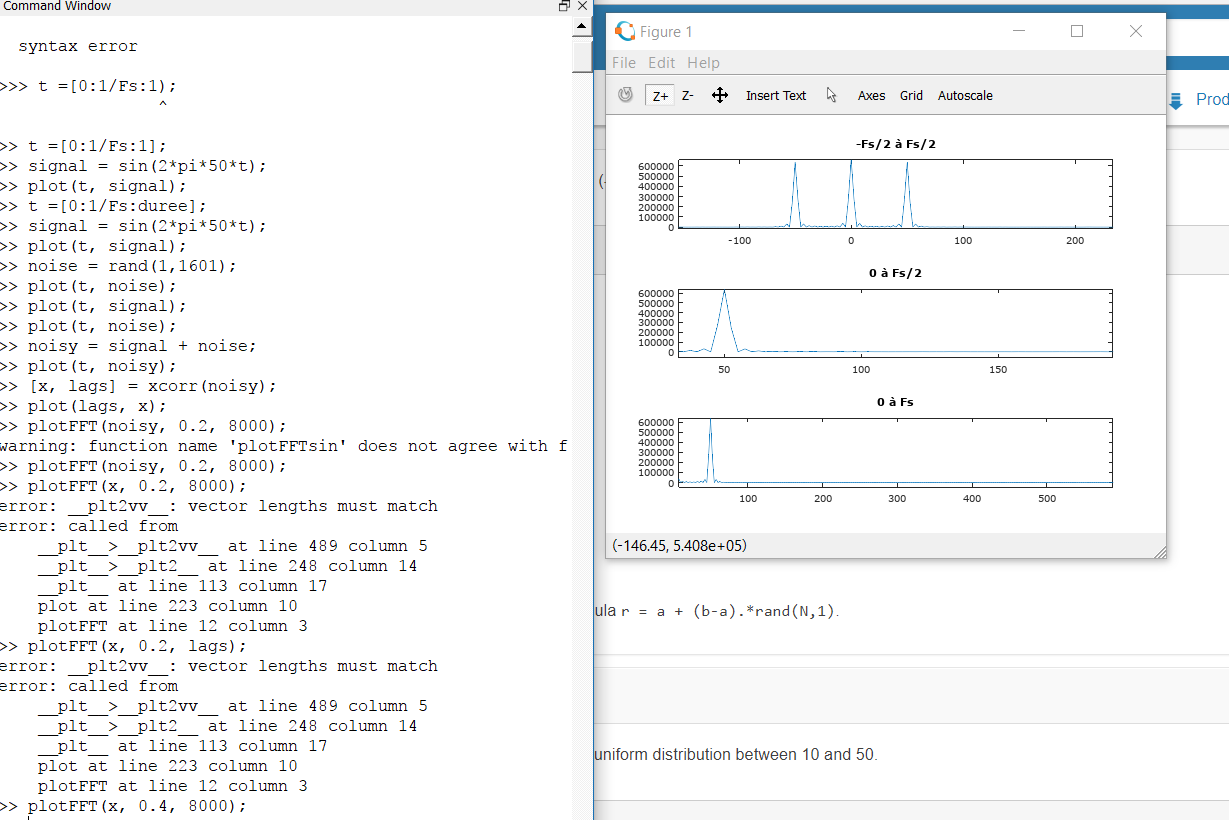 Command Window
syntax error
>>> t =[0:1/Fs:1);
^
>> t =[0:1/Fs:1];
>> signal = sin(2*pi*50*t);
>> plot(t, signal);
>> t =[0:1/Fs:duree];
>> signal = sin(2*pi*50*t);
>> plot(t, signal);
>> noise = rand(1,1601);
>> plot(t, noise);
>> plot(t, signal);
>> plot(t, noise);
>> noisy = signal + noise;
>> plot(t, noisy);
>> [x, lags] = xcorr(noisy);
>> plot(lags, x);
>> plotFFT(noisy, 0.2, 8000);
warning: function name 'plotFFTsin' does not agree with f
>> plotFFT(noisy, 0.2, 8000);
>> plotFFT(x, 0.2, 8000);
error: __plt2vv__: vector lengths must match
error: called from
__plt__>__plt2vv__ at line 489 column 5
__plt__>__plt2__ at line 248 column 14
__plt__ at line 113 column 17
plot at line 223 column 10
plotFFT at line 12 column 3
>> plotFFT(x, 0.2, lags);
error: __plt2vv__: vector lengths must match
error: called from
__plt__>__plt2vv__ at line 489 column 5
__plt__>__plt2__ at line 248 column 14
__plt__ at line 113 column 17
plot at line 223 column 10
plotFFT at line 12 column 3
>> plotFFT(x, 0.4, 8000);
Figure 1
File Edit Help
Z+ Z- Insert Text Axes Grid Autoscale
-Fs/2 à Fs/2
600000
500000
400000
300000
200000
100000
0
-100 0 100 200
0 à Fs/2
600000
500000
400000
300000
200000
100000
0
50 100 150
0 à Fs
600000
500000
400000
300000
200000
100000
0
100 200 300 400 500
(-146.45, 5.408e+05)
Prod
(-
ula r = a + (b-a).*rand(N,1).
uniform distribution between 10 and 50.